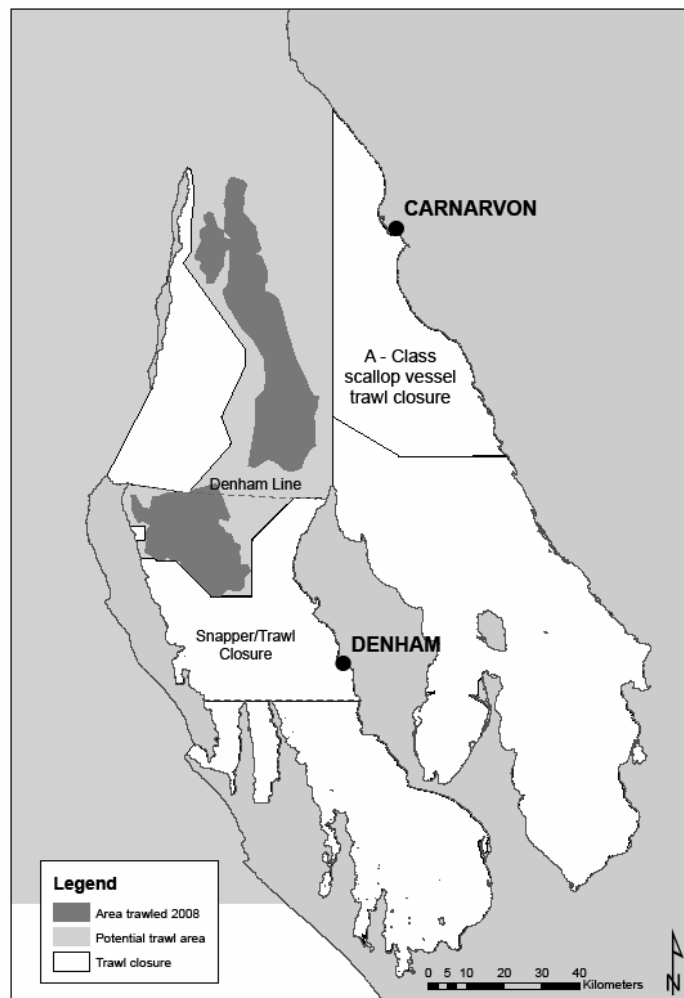 CARNARVON
A - Class
scallop vessel
trawl closure
Denham Line
Snapper/Trawl
Closure
DENHAM
Legend
Area trawled 2008
Potential trawl area
Trawl closure
0 5 10 20 30 40
Kilometers
N